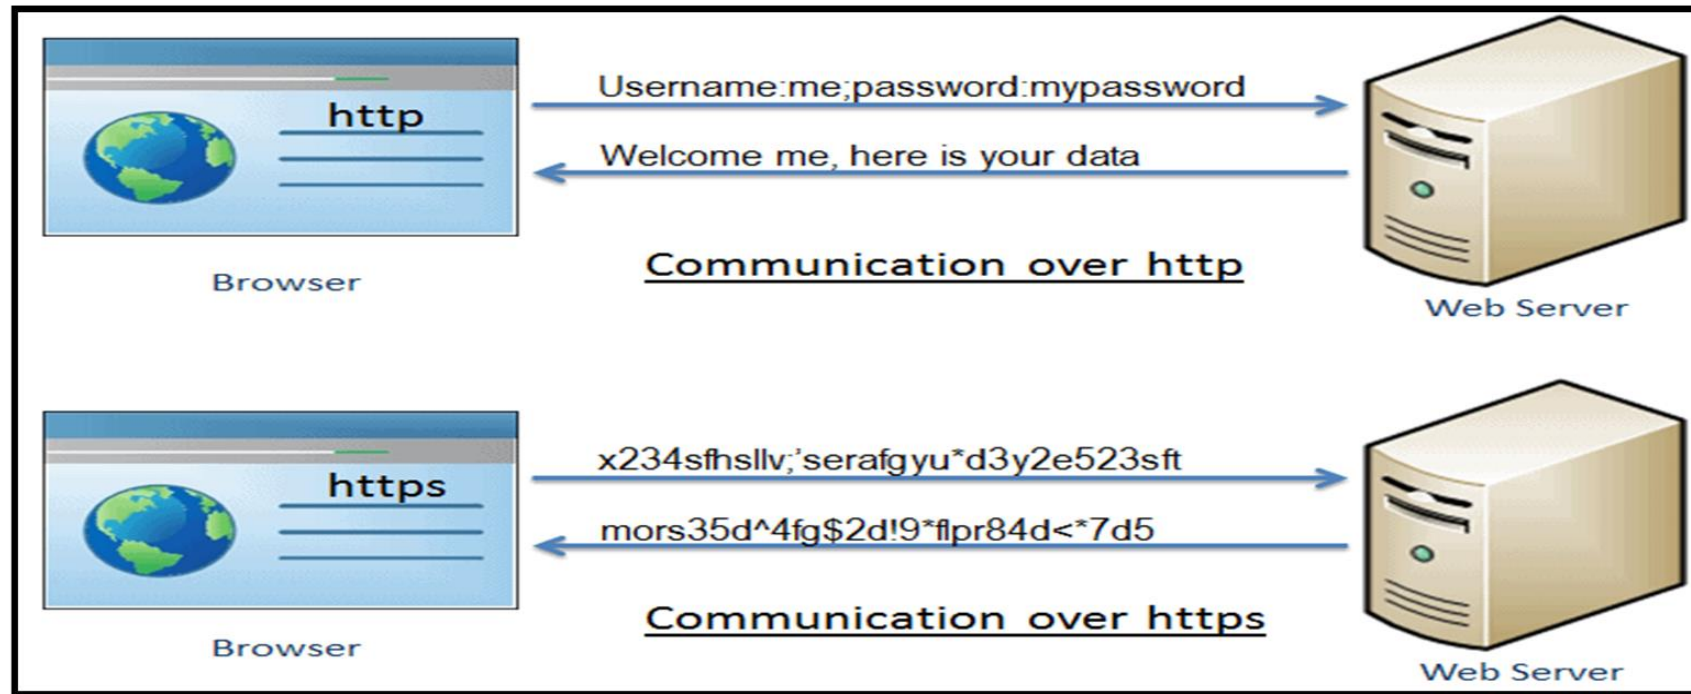 http
Username:me;password:mypassword
Welcome me, here is your data
Communication over http
Browser
Web Server
https
x234sfhsllv;’serafgyu*d3y2e523sft
mors35d^4fg$2d!9*flpr84d<*7d5
Communication over https
Browser
Web Server